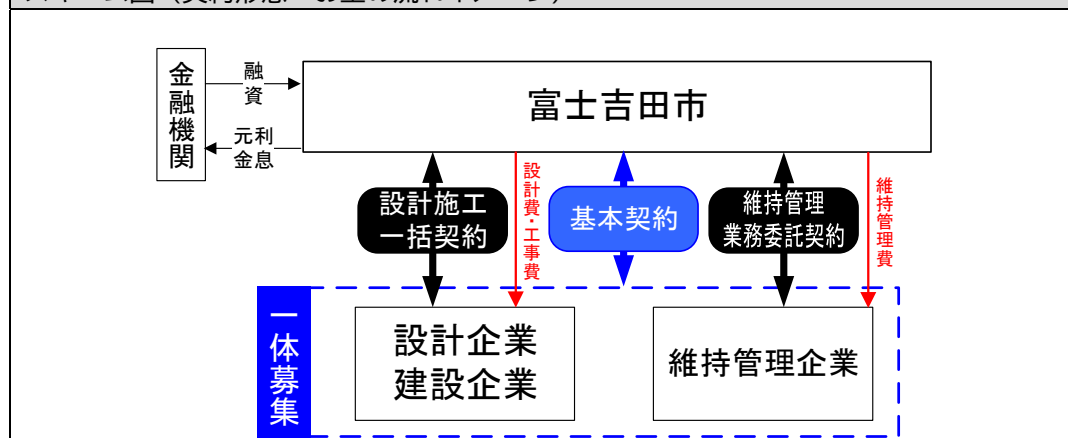 金融機関
融資
元利
金息
富士吉田市
設計施工
一括契約
設計費・工事費
基本契約
維持管理
業務委託契約
維持管理費
一体募集
設計企業
建設企業
維持管理企業